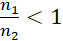 n₁/n₂ < 1